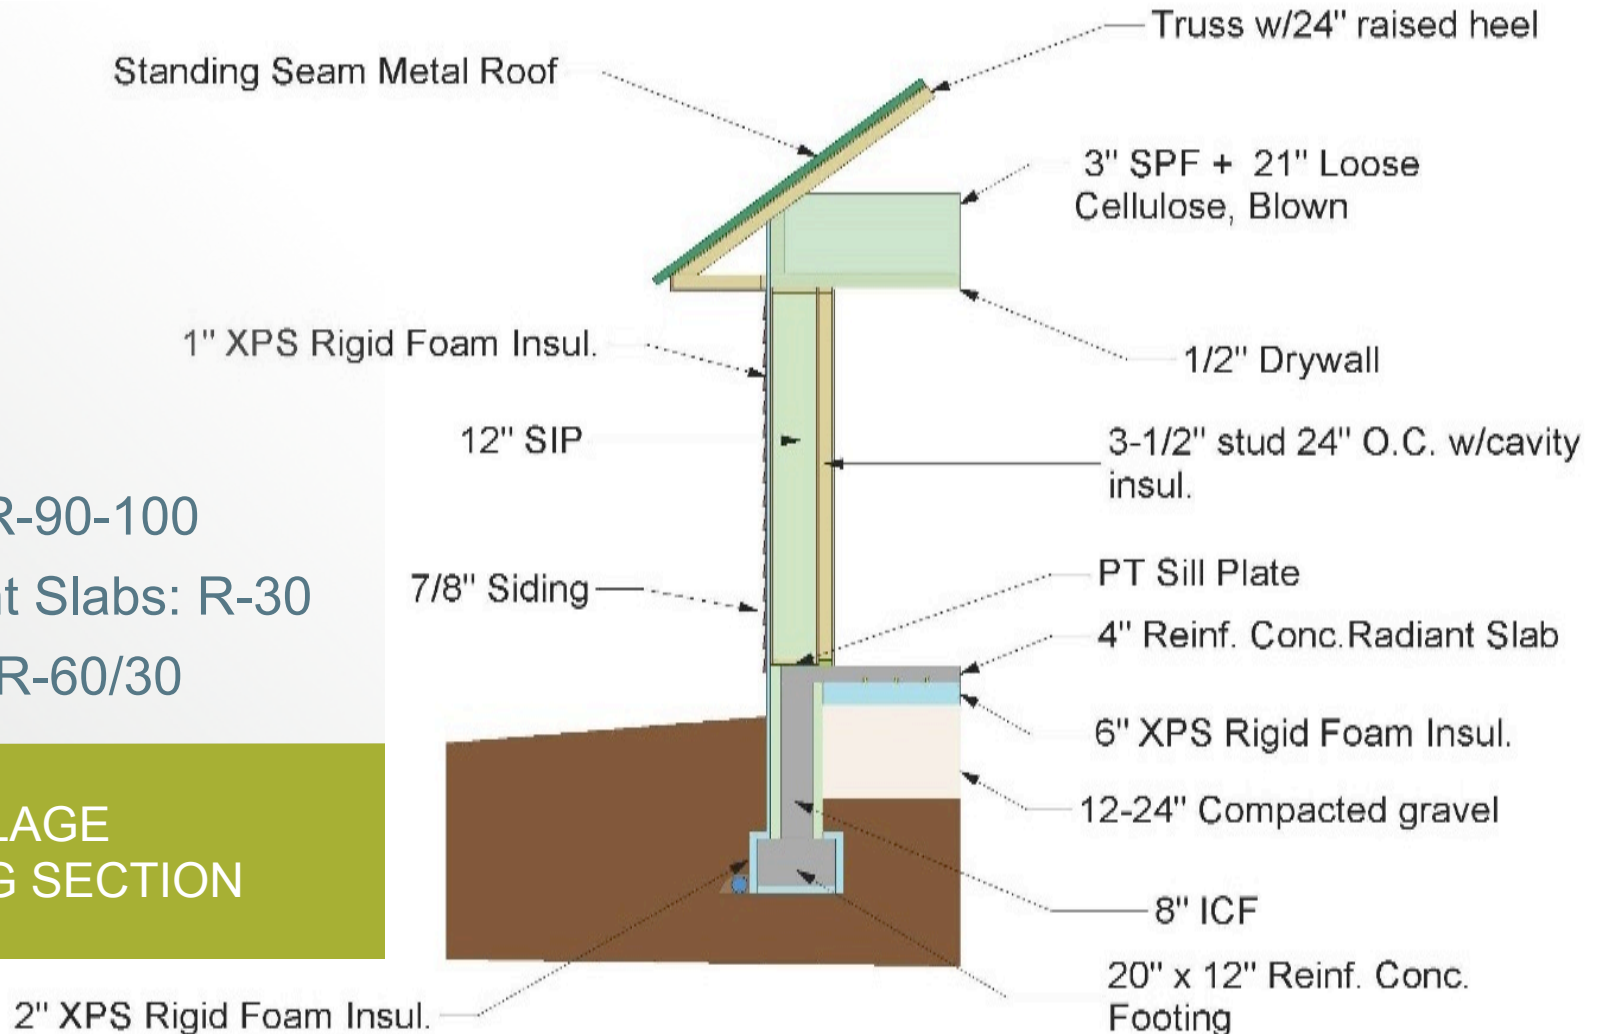 Truss w/24" raised heel
Standing Seam Metal Roof
3" SPF + 21" Loose
Cellulose, Blown
1" XPS Rigid Foam Insul.
1/2" Drywall
12" SIP
3-1/2" stud 24" O.C. w/cavity
insul.
R-90-100
7/8" Siding
PT Sill Plate
t Slabs: R-30
4" Reinf. Conc.Radiant Slab
R-60/30
6" XPS Rigid Foam Insul.
12-24" Compacted gravel
LAGE
G SECTION
8" ICF
20" x 12" Reinf. Conc.
Footing
2" XPS Rigid Foam Insul.